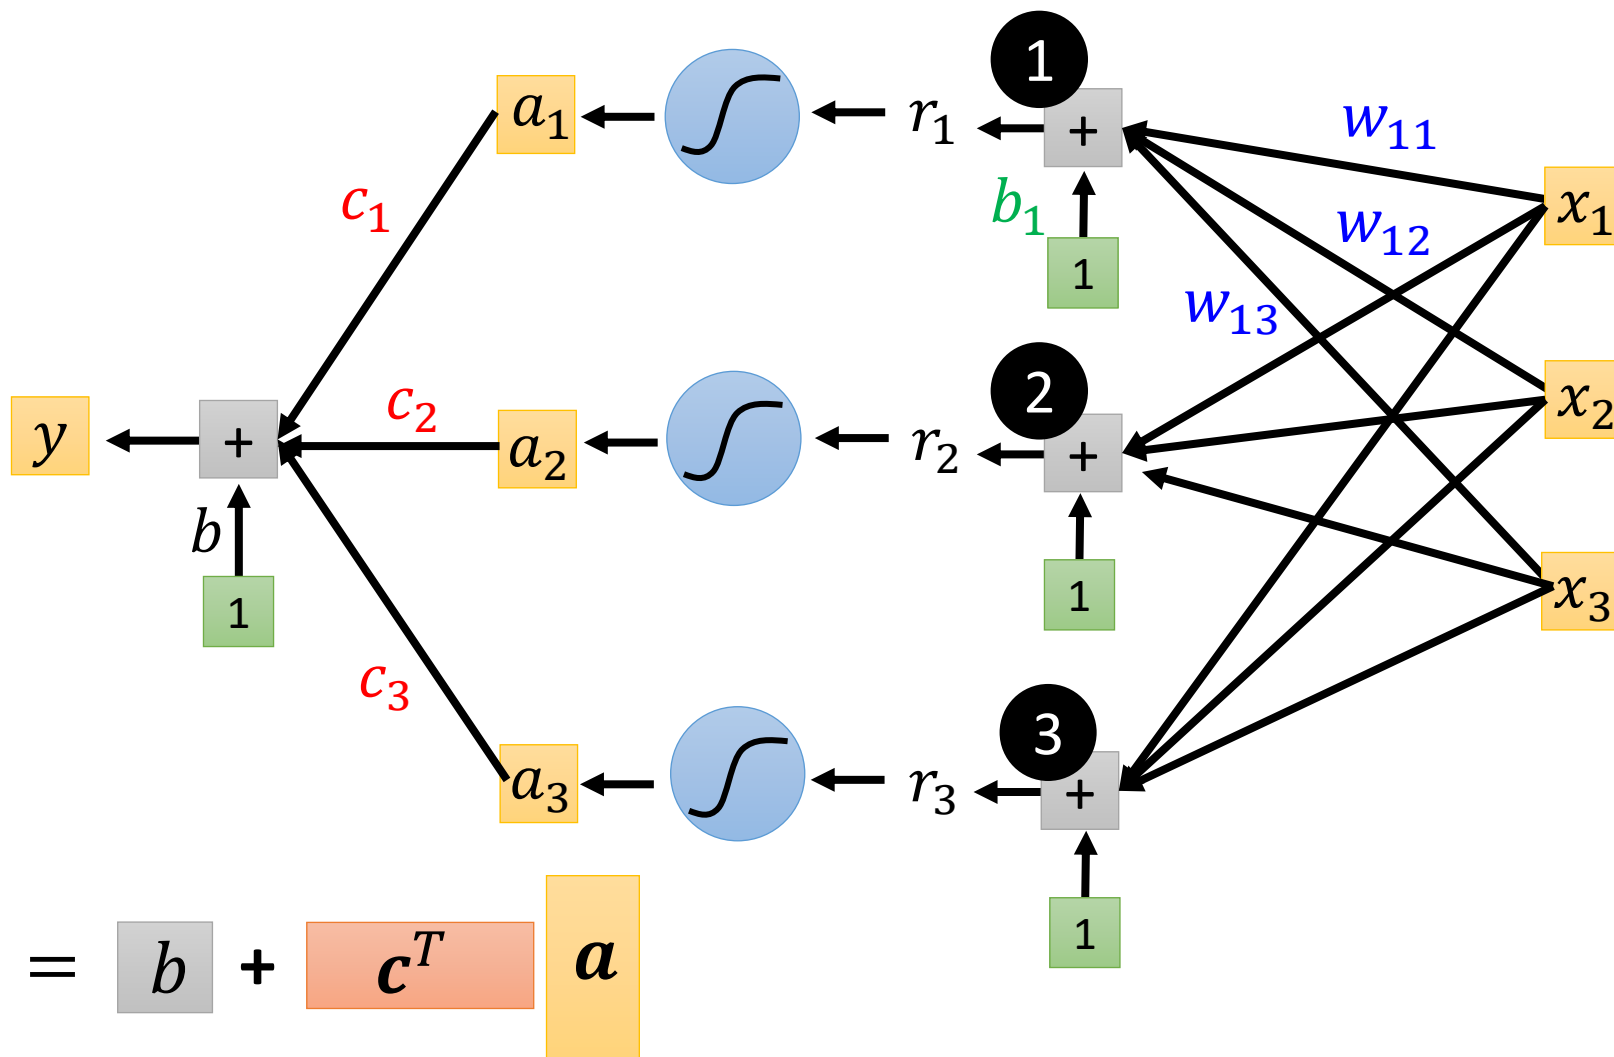 1
a₁ r₁ + w₁₁
c₁ b₁ w₁₂ x₁
1
w₁₃
2
c₂ x₂
y + a₂ r₂ +
b
1 1 x₃
c₃
3
a₃ r₃ +
1
= b + cᵀ a